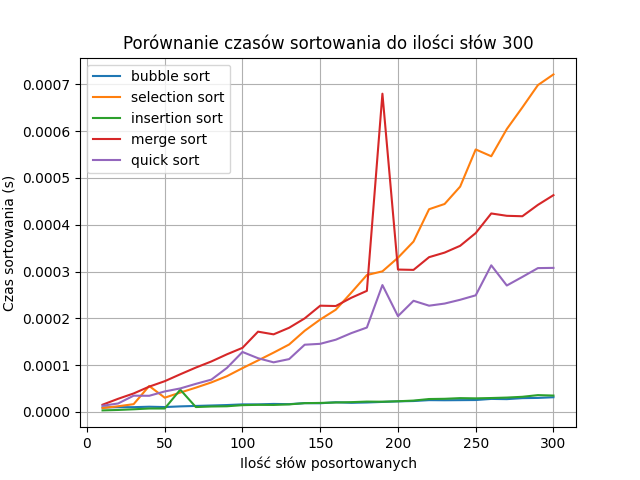 Porównanie czasów sortowania do ilości słów 300
bubble sort
selection sort
insertion sort
merge sort
quick sort
Czas sortowania (s)
0.0007
0.0006
0.0005
0.0004
0.0003
0.0002
0.0001
0.0000
0 50 100 150 200 250 300
Ilość słów posortowanych